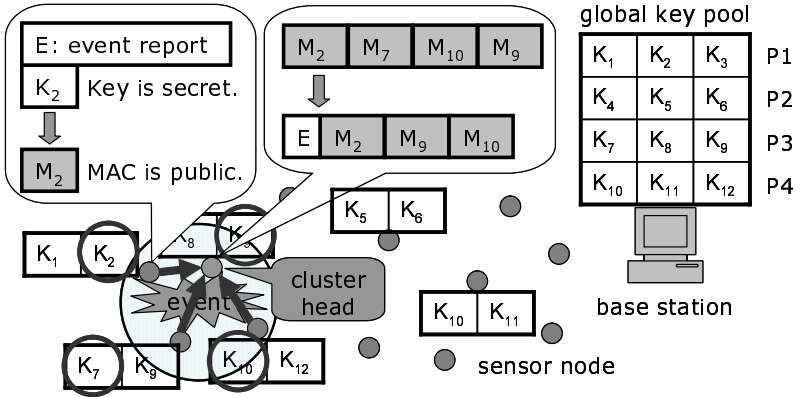 E: event report
K2 Key is secret.
M2 MAC is public.
M2 M7 M10 M9
E M2 M9 M10
global key pool
K1 K2 K3 P1
K4 K5 K6 P2
K7 K8 K9 P3
K10 K11 K12 P4
base station
K5 K6
K8 K9
K1 K2
cluster
head
event
K10 K11
K7 K9
K10 K12
sensor node